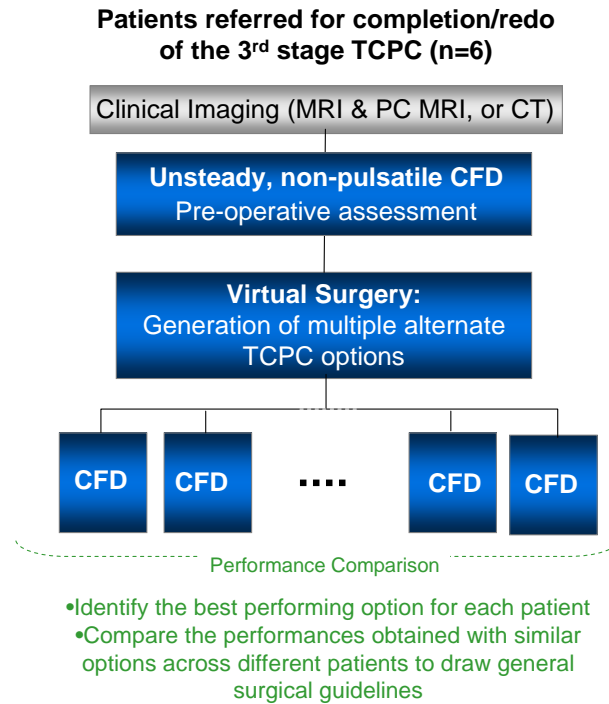 Patients referred for completion/redo
of the 3rd stage TCPC (n=6)
Clinical Imaging (MRI & PC MRI, or CT)
Unsteady, non-pulsatile CFD
Pre-operative assessment
Virtual Surgery:
Generation of multiple alternate
TCPC options
CFD CFD .... CFD CFD
Performance Comparison
•Identify the best performing option for each patient
•Compare the performances obtained with similar
options across different patients to draw general
surgical guidelines